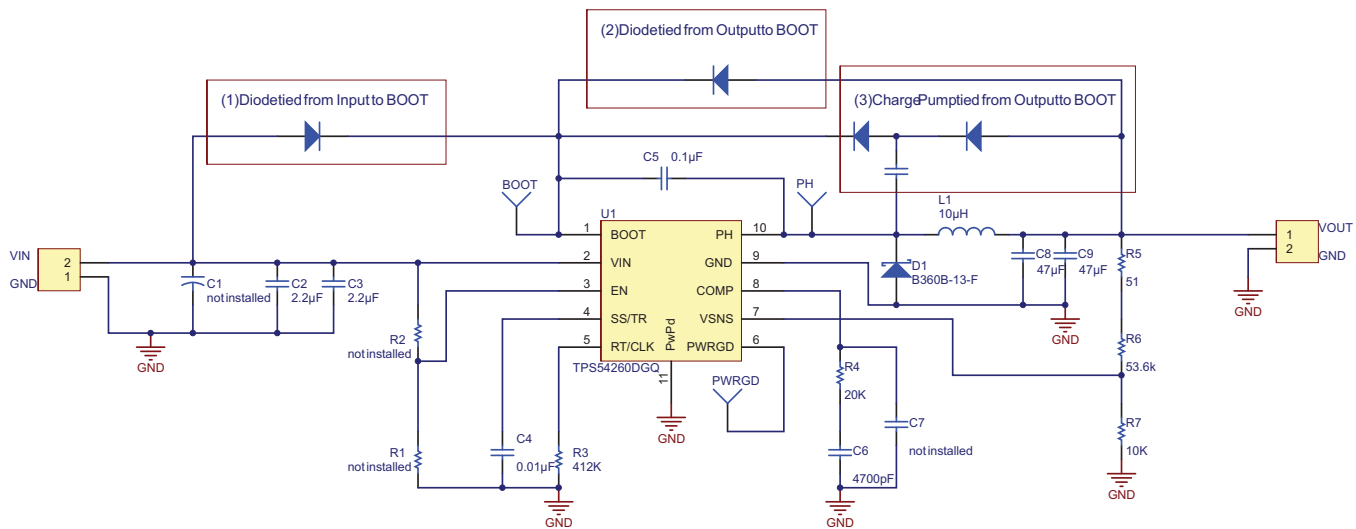 (2)Diodetied from Outputto BOOT
(1)Diodetied from Inputto BOOT
(3)ChargePumptied from Outputto BOOT
C5 0.1µF
BOOT
PH
L1
10µH
U1
1 BOOT PH 10
2 VIN GND 9
3 EN COMP 8
4 SS/TR VSNS 7
5 RT/CLK PWRGD 6
PwPd
11
TPS54260DGQ
GND
VIN
2
1
GND
C1
not installed
C2
2.2µF
C3
2.2µF
GND
R2
not installed
R1
not installed
C4
0.01µF
R3
412K
GND
PWRGD
D1
B360B-13-F
C8
47µF
C9
47µF
GND
R4
20K
C6
4700pF
C7
not installed
GND
R5
51
R6
53.6k
R7
10K
GND
VOUT
1
2
GND
GND